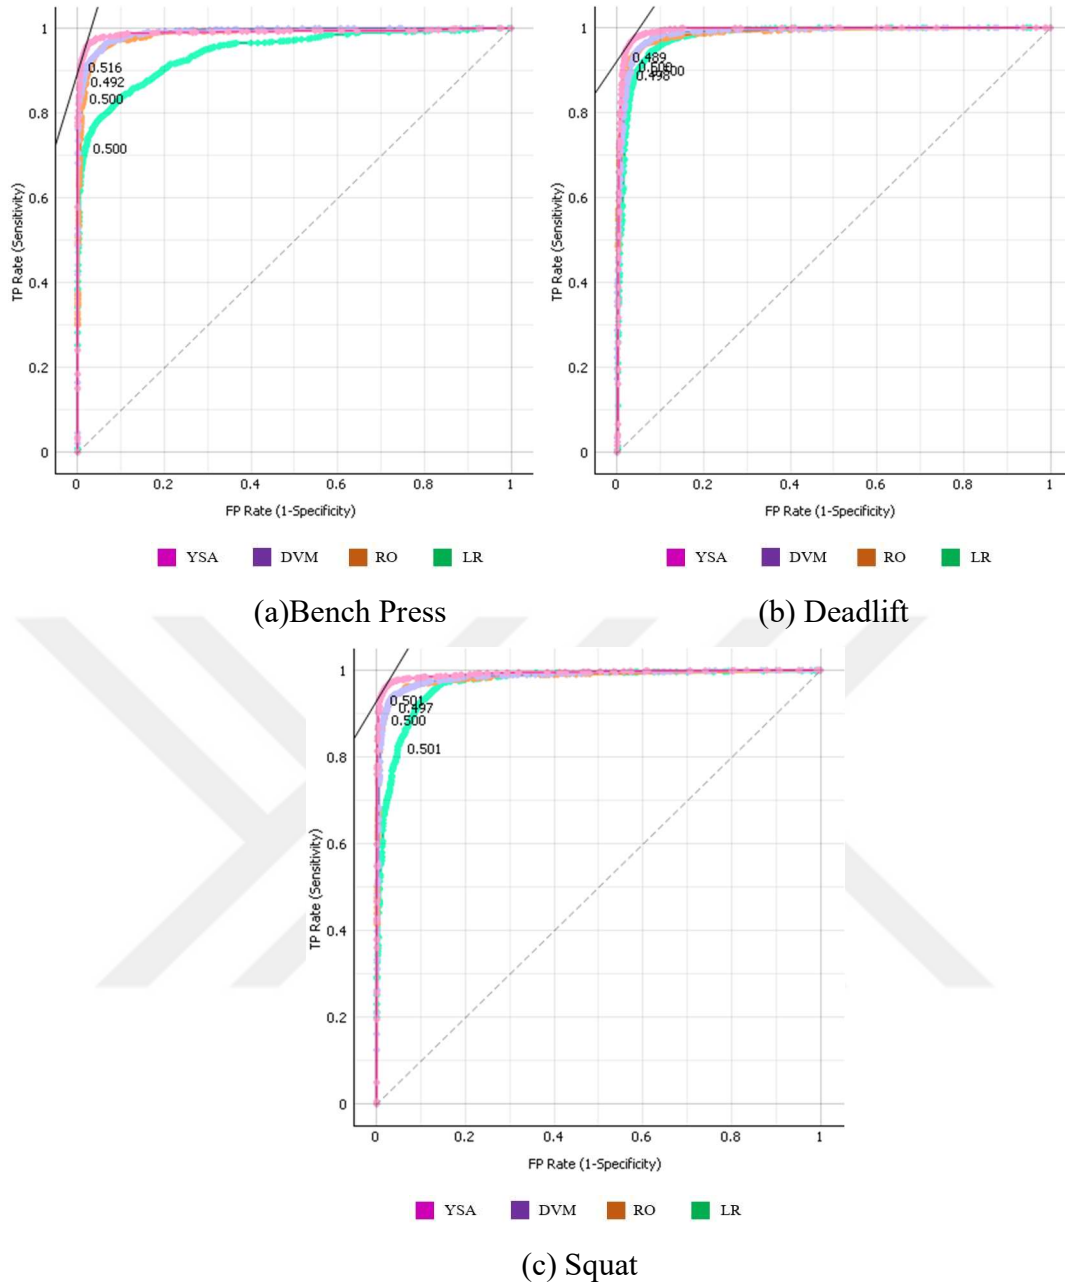 1
0.8
0.6
0.4
0.2
0
TP Rate (Sensitivity)
0.516
0.492
0.500
0.500
0 0.2 0.4 0.6 0.8 1
FP Rate (1-Specificity)
YSA DVM RO LR
(a)Bench Press
1
0.8
0.6
0.4
0.2
0
TP Rate (Sensitivity)
0.489
0.500
0.500
0.498
0 0.2 0.4 0.6 0.8 1
FP Rate (1-Specificity)
YSA DVM RO LR
(b) Deadlift
1
0.8
0.6
0.4
0.2
0
TP Rate (Sensitivity)
0.501
0.497
0.500
0.501
0 0.2 0.4 0.6 0.8 1
FP Rate (1-Specificity)
YSA DVM RO LR
(c) Squat